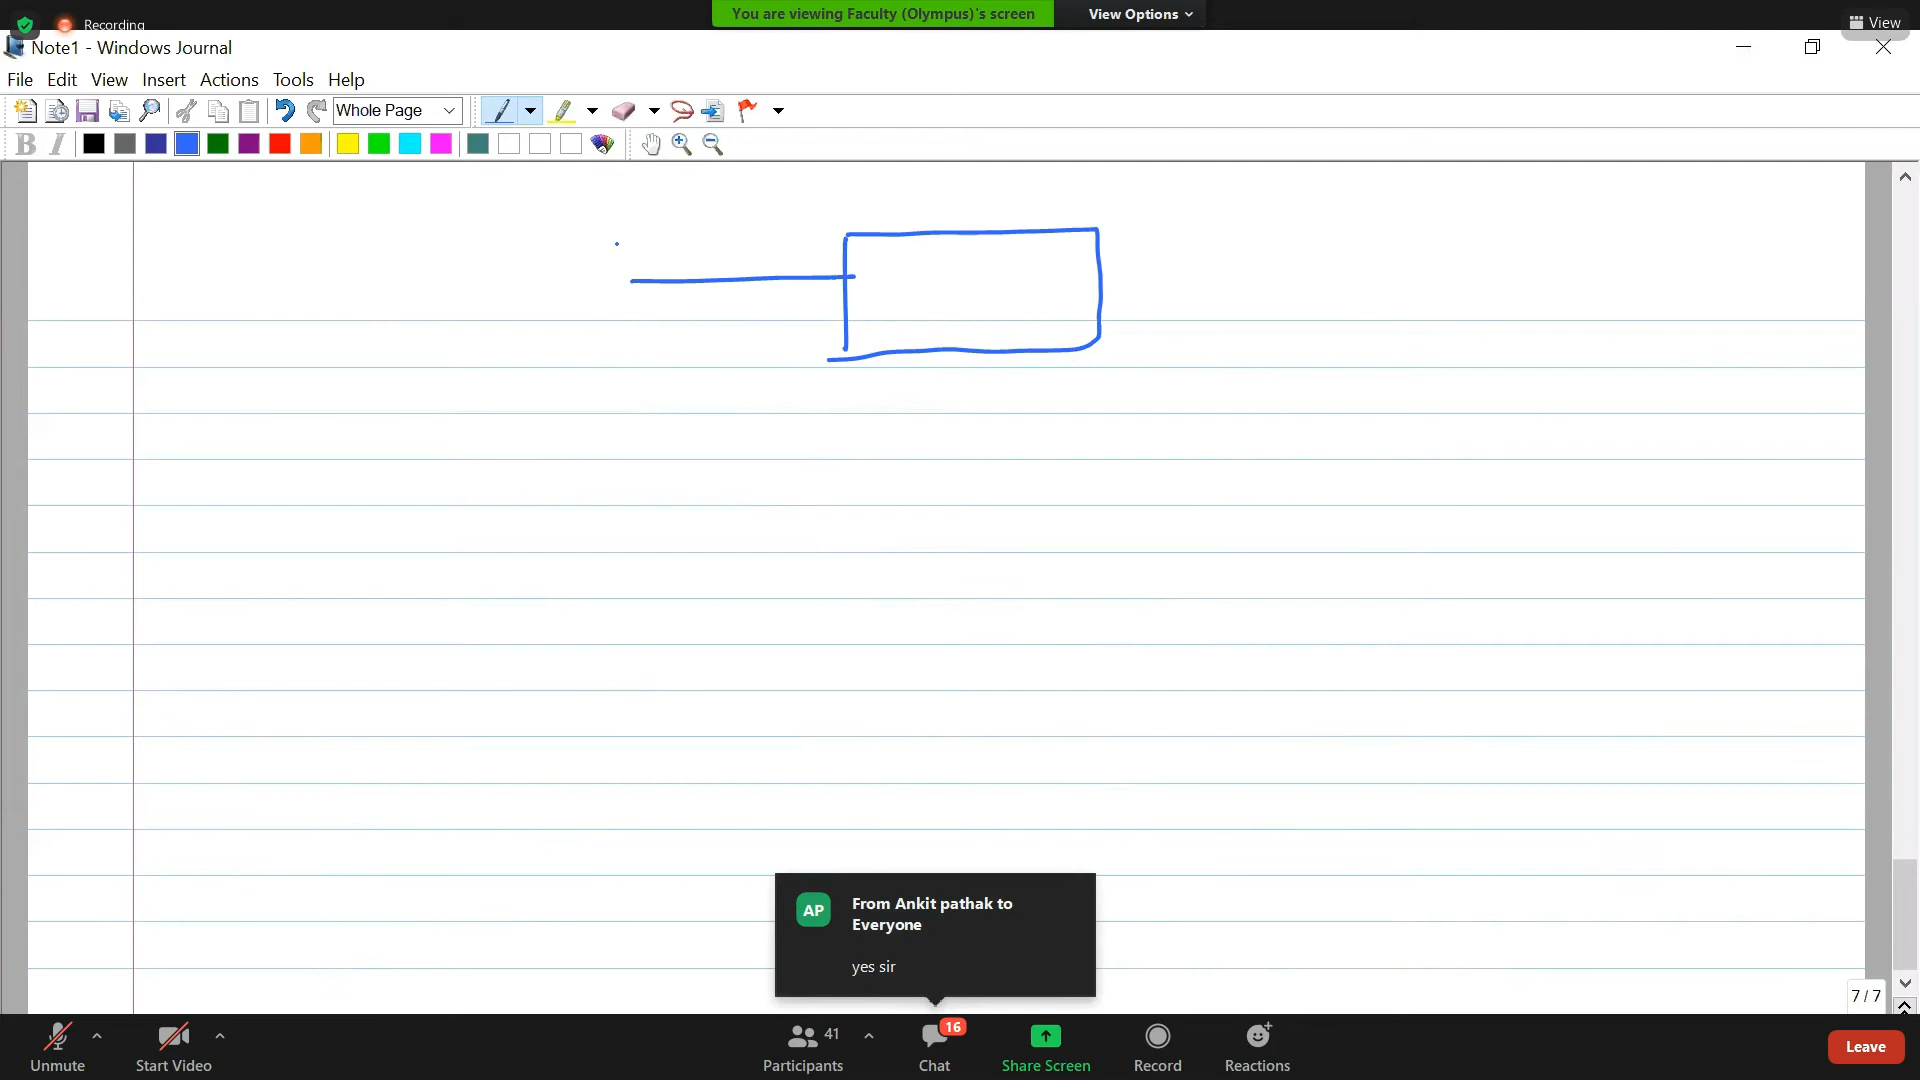 Recording
You are viewing Faculty (Olympus)'s screen
View Options
View
Note1 - Windows Journal
File Edit View Insert Actions Tools Help
Whole Page
B I
AP
From Ankit pathak to
Everyone
yes sir
7 / 7
Unmute
Start Video
41
Participants
16
Chat
Share Screen
Record
Reactions
Leave